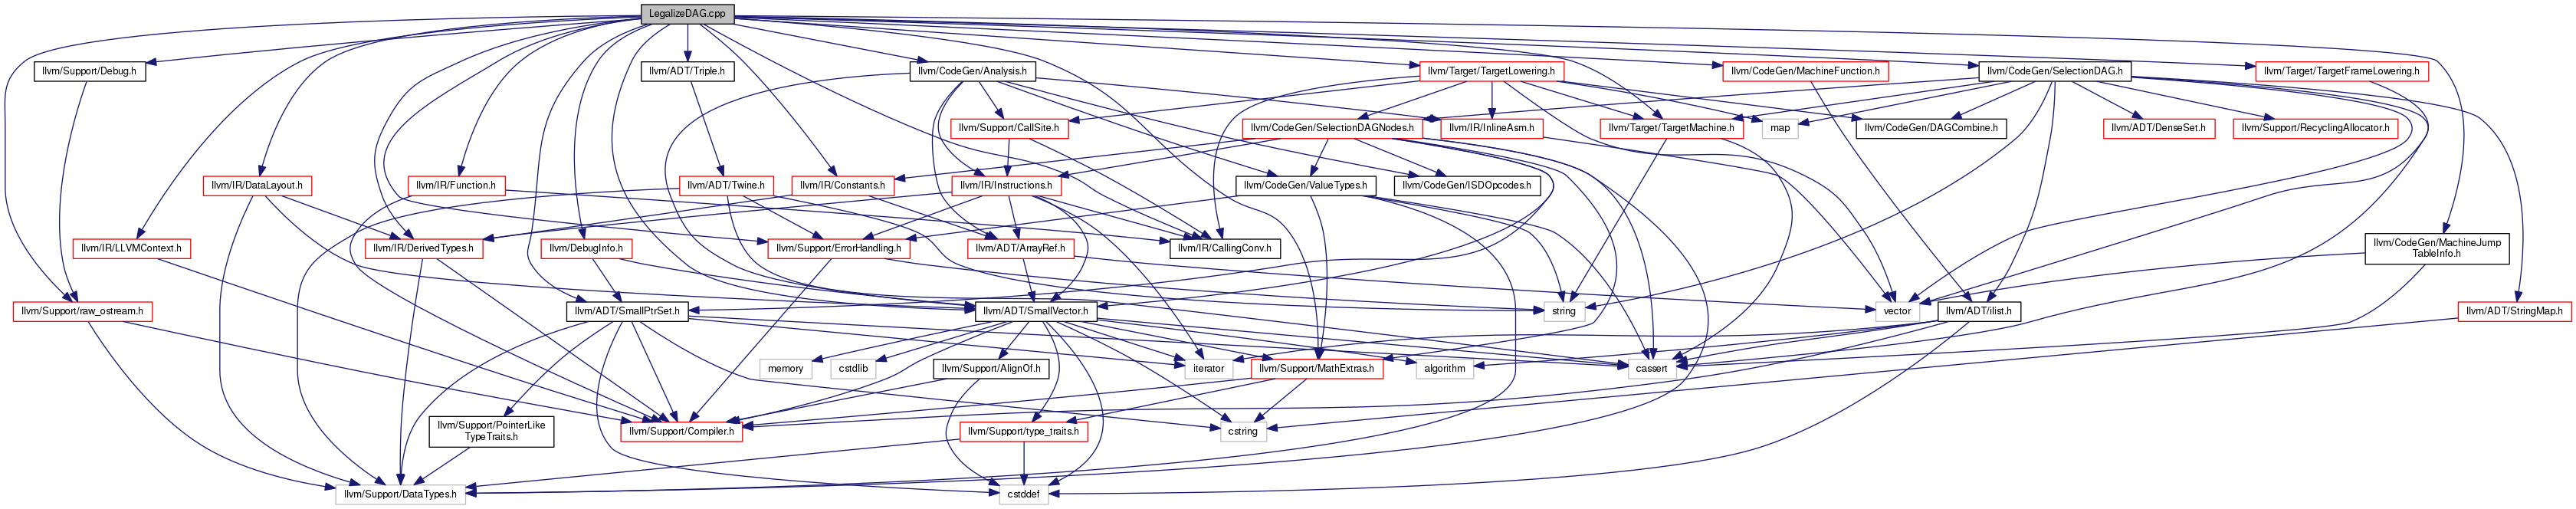 LegalizeDAG.cpp
llvm/Support/Debug.h
llvm/ADT/Triple.h
llvm/CodeGen/Analysis.h
llvm/Target/TargetLowering.h
llvm/CodeGen/MachineFunction.h
llvm/CodeGen/SelectionDAG.h
llvm/Target/TargetFrameLowering.h
llvm/Support/CallSite.h
llvm/CodeGen/SelectionDAGNodes.h
llvm/IR/InlineAsm.h
llvm/Target/TargetMachine.h
map
llvm/CodeGen/DAGCombine.h
llvm/ADT/DenseSet.h
llvm/Support/RecyclingAllocator.h
llvm/IR/DataLayout.h
llvm/IR/Function.h
llvm/ADT/Twine.h
llvm/IR/Constants.h
llvm/IR/Instructions.h
llvm/CodeGen/ValueTypes.h
llvm/CodeGen/ISDOpcodes.h
llvm/IR/LLVMContext.h
llvm/IR/DerivedTypes.h
llvm/DebugInfo.h
llvm/Support/ErrorHandling.h
llvm/ADT/ArrayRef.h
llvm/IR/CallingConv.h
llvm/CodeGen/MachineJump
TableInfo.h
llvm/Support/raw_ostream.h
llvm/ADT/SmallPtrSet.h
llvm/ADT/SmallVector.h
string
vector
llvm/ADT/ilist.h
llvm/ADT/StringMap.h
memory
cstdlib
llvm/Support/AlignOf.h
iterator
llvm/Support/MathExtras.h
algorithm
cassert
llvm/Support/PointerLike
TypeTraits.h
llvm/Support/Compiler.h
llvm/Support/type_traits.h
cstring
llvm/Support/DataTypes.h
cstddef